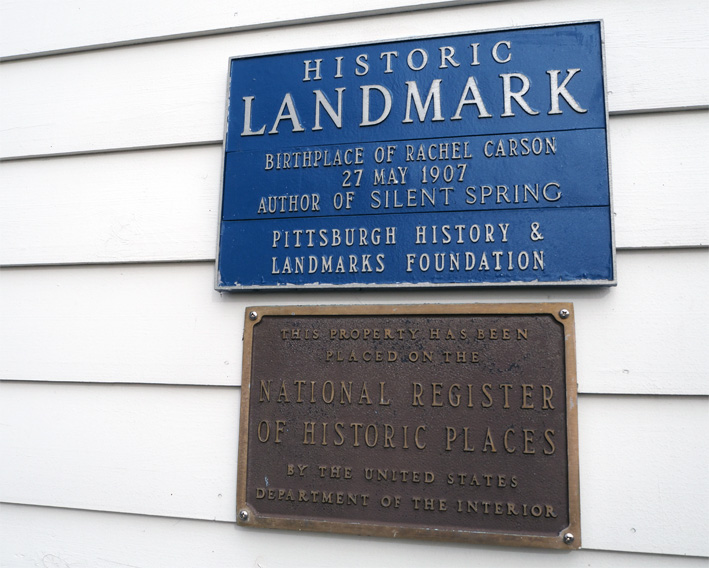 HISTORIC
LANDMARK
BIRTHPLACE OF RACHEL CARSON
27 MAY 1907
AUTHOR OF SILENT SPRING
PITTSBURGH HISTORY &
LANDMARKS FOUNDATION
THIS PROPERTY HAS BEEN
PLACED ON THE
NATIONAL REGISTER
OF HISTORIC PLACES
BY THE UNITED STATES
DEPARTMENT OF THE INTERIOR